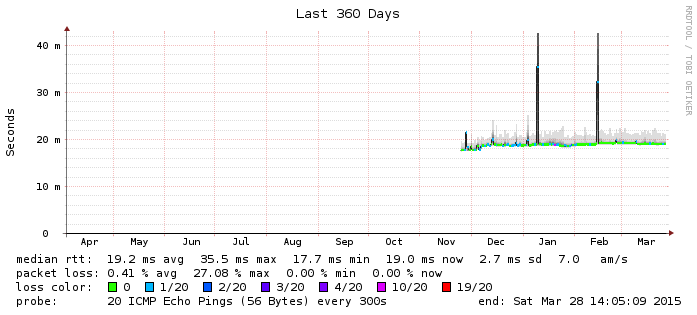 Last 360 Days
RRDTOOL / TOBI OETIKER
Seconds
40 m
30 m
20 m
10 m
0
Apr May Jun Jul Aug Sep Oct Nov Dec Jan Feb Mar
median rtt: 19.2 ms avg 35.5 ms max 17.7 ms min 19.0 ms now 2.7 ms sd 7.0 am/s
packet loss: 0.41 % avg 27.08 % max 0.00 % min 0.00 % now
loss color: 0 1/20 2/20 3/20 4/20 10/20 19/20
probe: 20 ICMP Echo Pings (56 Bytes) every 300s end: Sat Mar 28 14:05:09 2015